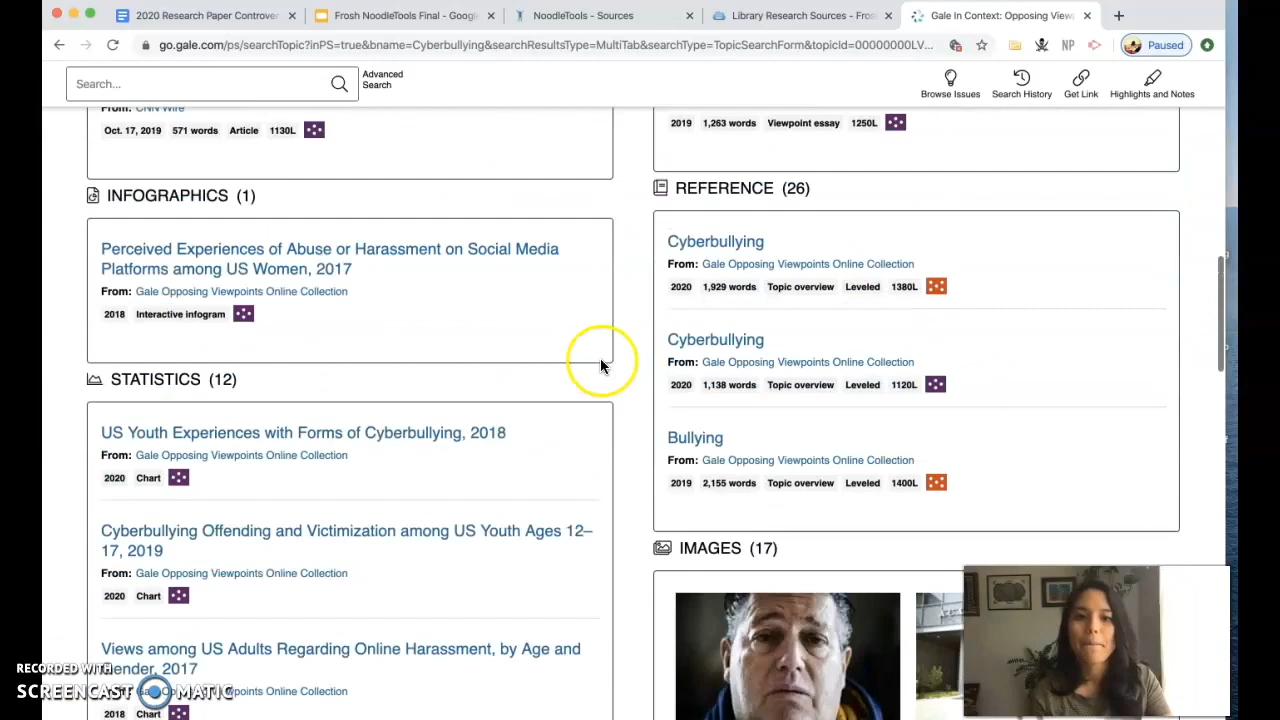 2020 Research Paper Controver
Frosh NoodleTools Final - Google
NoodleTools - Sources
Library Research Sources - Frosh
Gale In Context: Opposing View
go.gale.com/ps/searchTopic?inPS=true&bname=Cyberbullying&searchResultsType=MultiTab&searchType=TopicSearchForm&topicId=00000000LV...
NP
Paused
Search...
Advanced
Search
Browse Issues
Search History
Get Link
Highlights and Notes
From: CNN Wire
Oct. 17, 2019 571 words Article 1130L
INFOGRAPHICS (1)
Perceived Experiences of Abuse or Harassment on Social Media
Platforms among US Women, 2017
From: Gale Opposing Viewpoints Online Collection
2018 Interactive infogram
STATISTICS (12)
US Youth Experiences with Forms of Cyberbullying, 2018
From: Gale Opposing Viewpoints Online Collection
2020 Chart
Cyberbullying Offending and Victimization among US Youth Ages 12–
17, 2019
From: Gale Opposing Viewpoints Online Collection
2020 Chart
Views among US Adults Regarding Online Harassment, by Age and
Gender, 2017
Viewpoints Online Collection
2018 Chart
2019 1,263 words Viewpoint essay 1250L
REFERENCE (26)
Cyberbullying
From: Gale Opposing Viewpoints Online Collection
2020 1,929 words Topic overview Leveled 1380L
Cyberbullying
From: Gale Opposing Viewpoints Online Collection
2020 1,138 words Topic overview Leveled 1120L
Bullying
From: Gale Opposing Viewpoints Online Collection
2019 2,155 words Topic overview Leveled 1400L
IMAGES (17)
RECORDED WITH
SCREENCAST MATIC